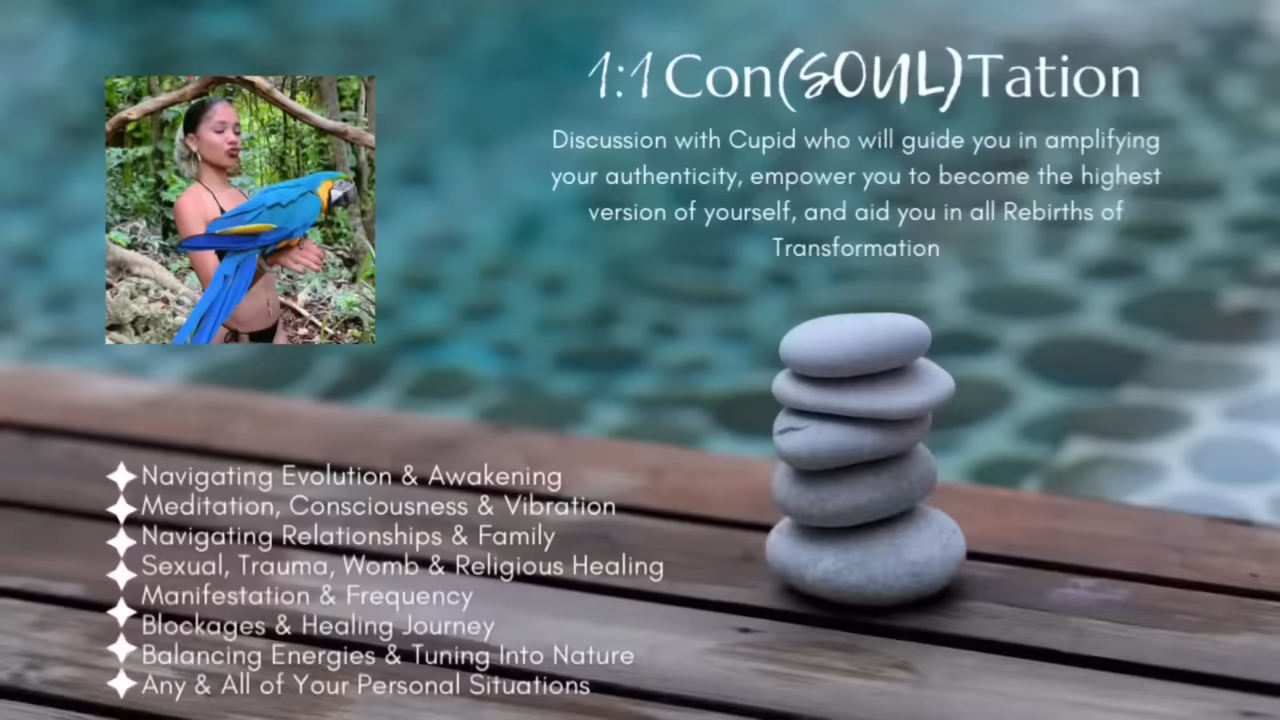 1:1 Con(SOUL)Tation
Discussion with Cupid who will guide you in amplifying
your authenticity, empower you to become the highest
version of yourself, and aid you in all Rebirths of
Transformation
Navigating Evolution & Awakening
Meditation, Consciousness & Vibration
Navigating Relationships & Family
Sexual, Trauma, Womb & Religious Healing
Manifestation & Frequency
Blockages & Healing Journey
Balancing Energies & Tuning Into Nature
Any & All of Your Personal Situations